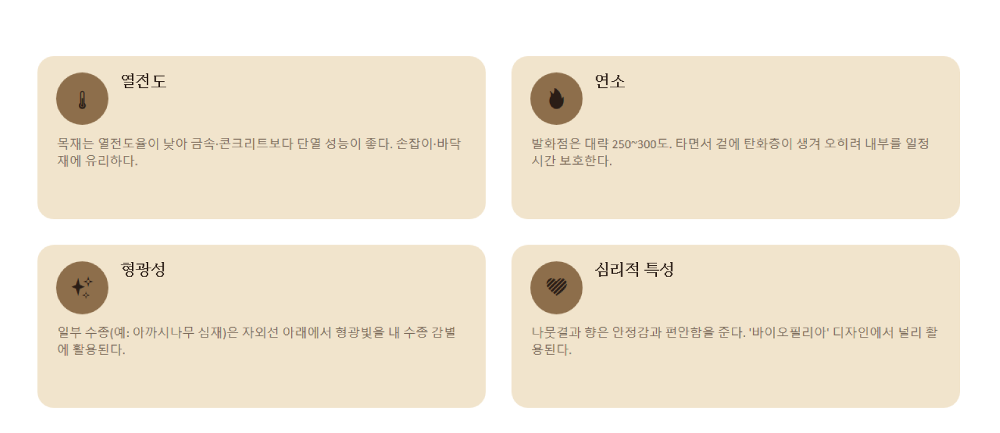 열전도
목재는 열전도율이 낮아 금속·콘크리트보다 단열 성능이 좋다. 손잡이·바닥
재에 유리하다.
연소
발화점은 대략 250~300도. 타면서 겉에 탄화층이 생겨 오히려 내부를 일정
시간 보호한다.
형광성
일부 수종(예: 아까시나무 심재)은 자외선 아래에서 형광빛을 내 수종 감별
에 활용된다.
심리적 특성
나뭇결과 향은 안정감과 편안함을 준다. '바이오필리아' 디자인에서 널리 활
용된다.